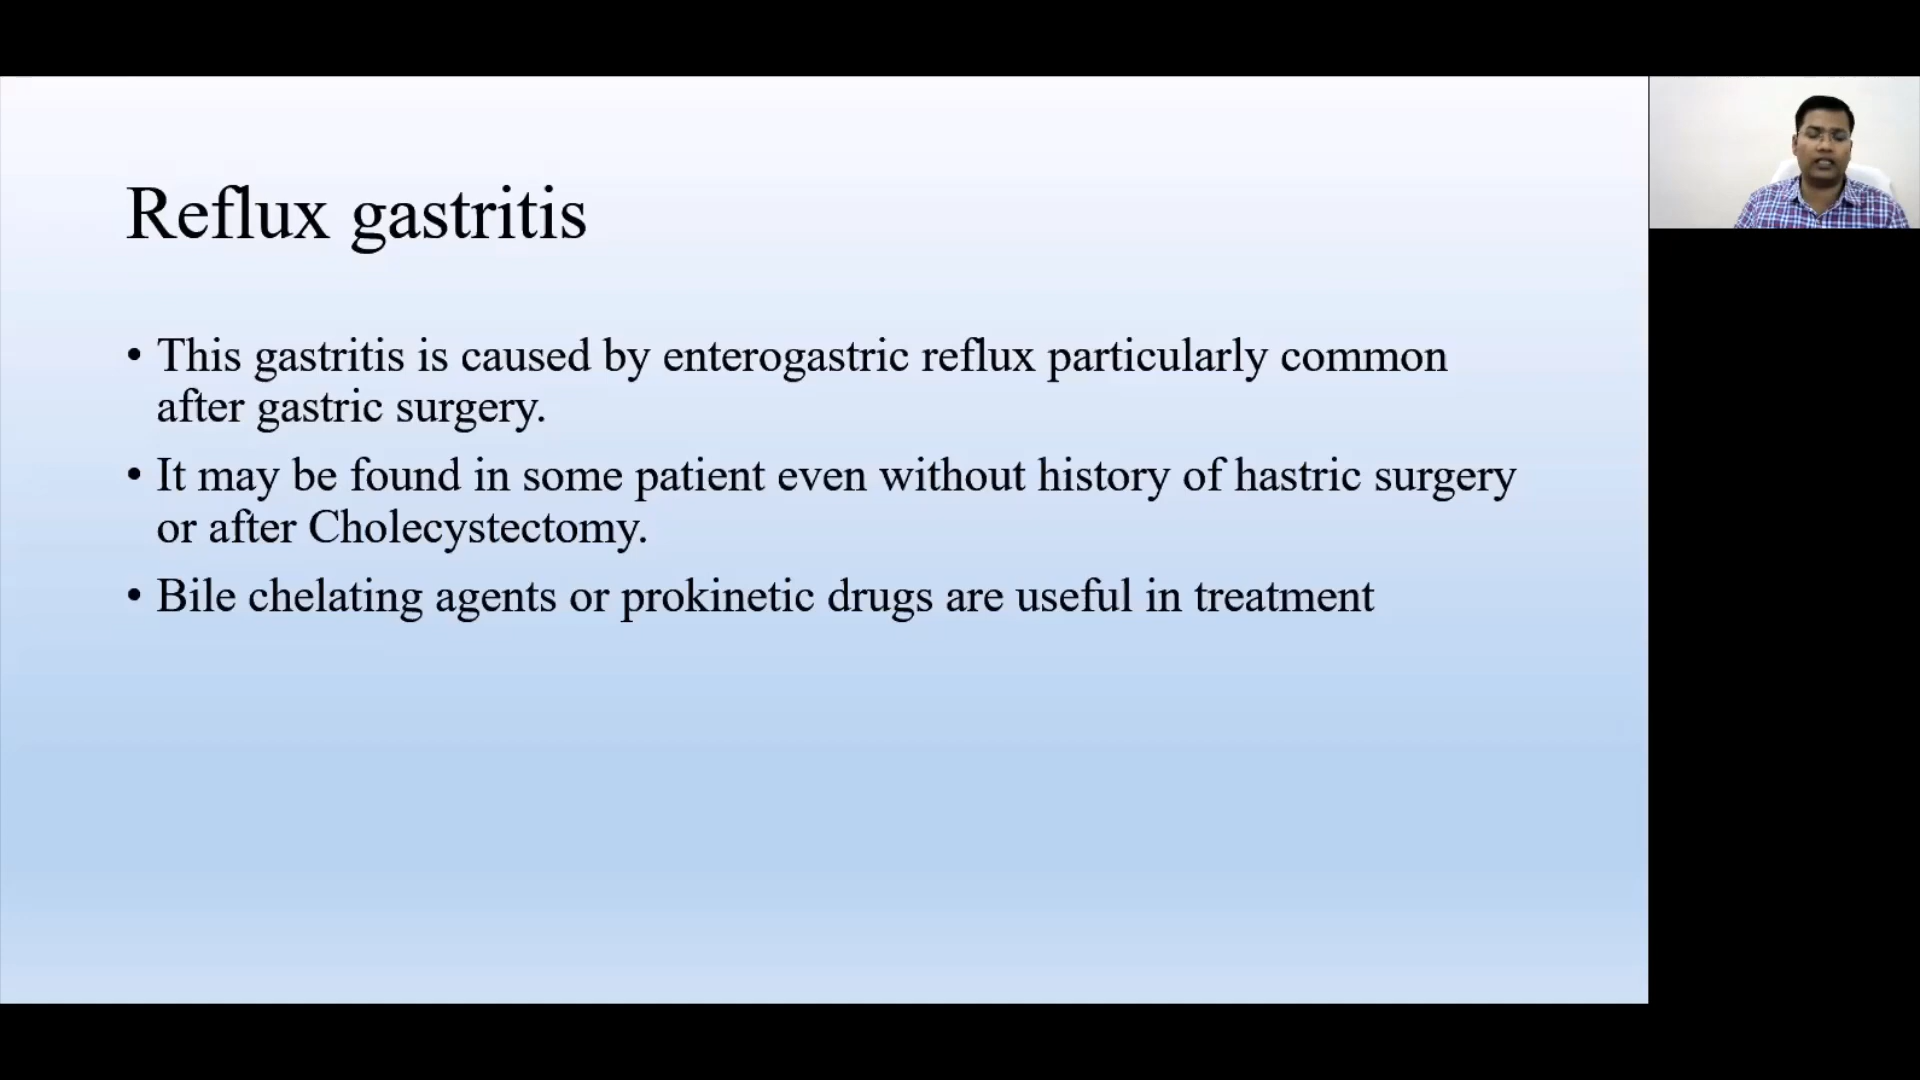 Reflux gastritis
• This gastritis is caused by enterogastric reflux particularly common
after gastric surgery.
• It may be found in some patient even without history of hastric surgery
or after Cholecystectomy.
• Bile chelating agents or prokinetic drugs are useful in treatment